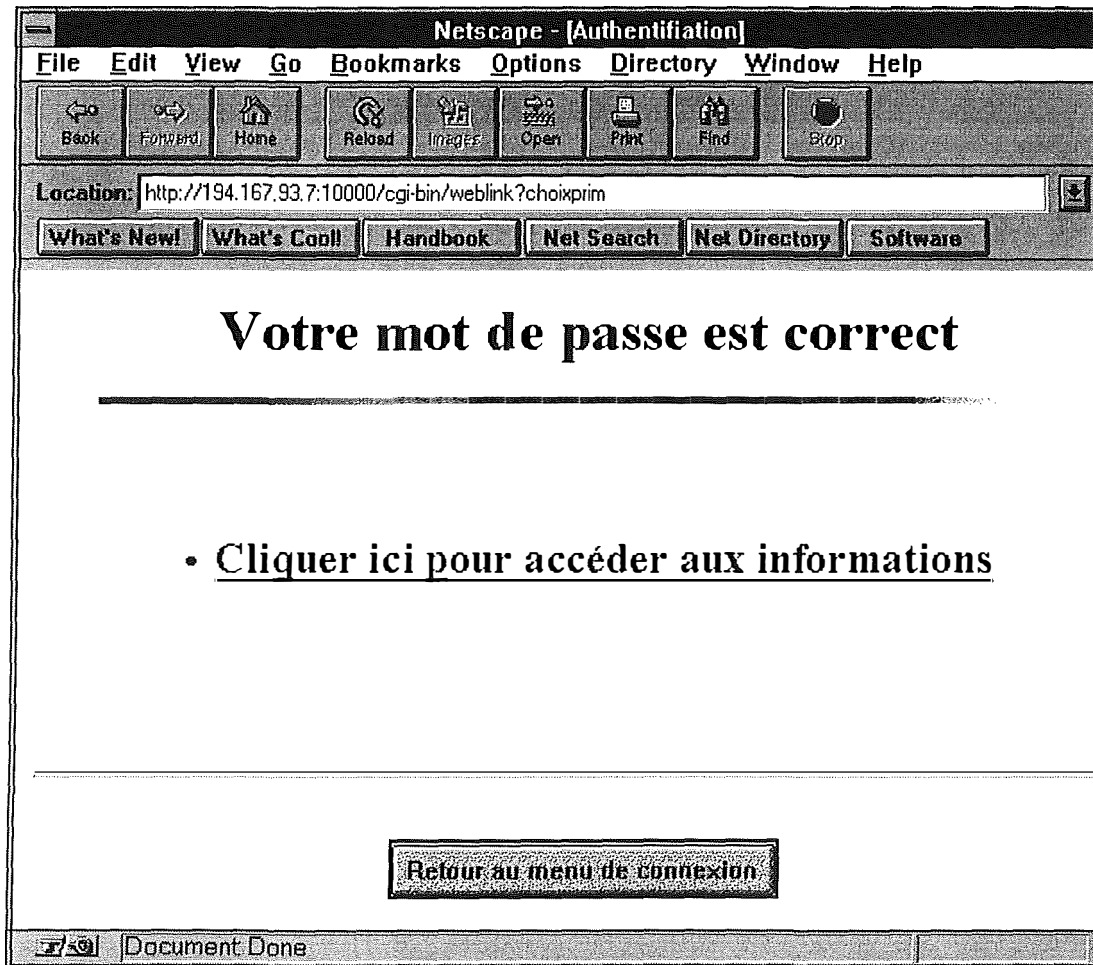 Netscape - [Authentifiation]
File Edit View Go Bookmarks Options Directory Window Help
Back Forward Home Reload Images Open Print Find Stop
Location: http://194.167.93.7:10000/cgi-bin/weblink?choixprim
What's New! What's Cool! Handbook Net Search Net Directory Software
Votre mot de passe est correct
• Cliquer ici pour accéder aux informations
Retour au menu de connexion
Document: Done